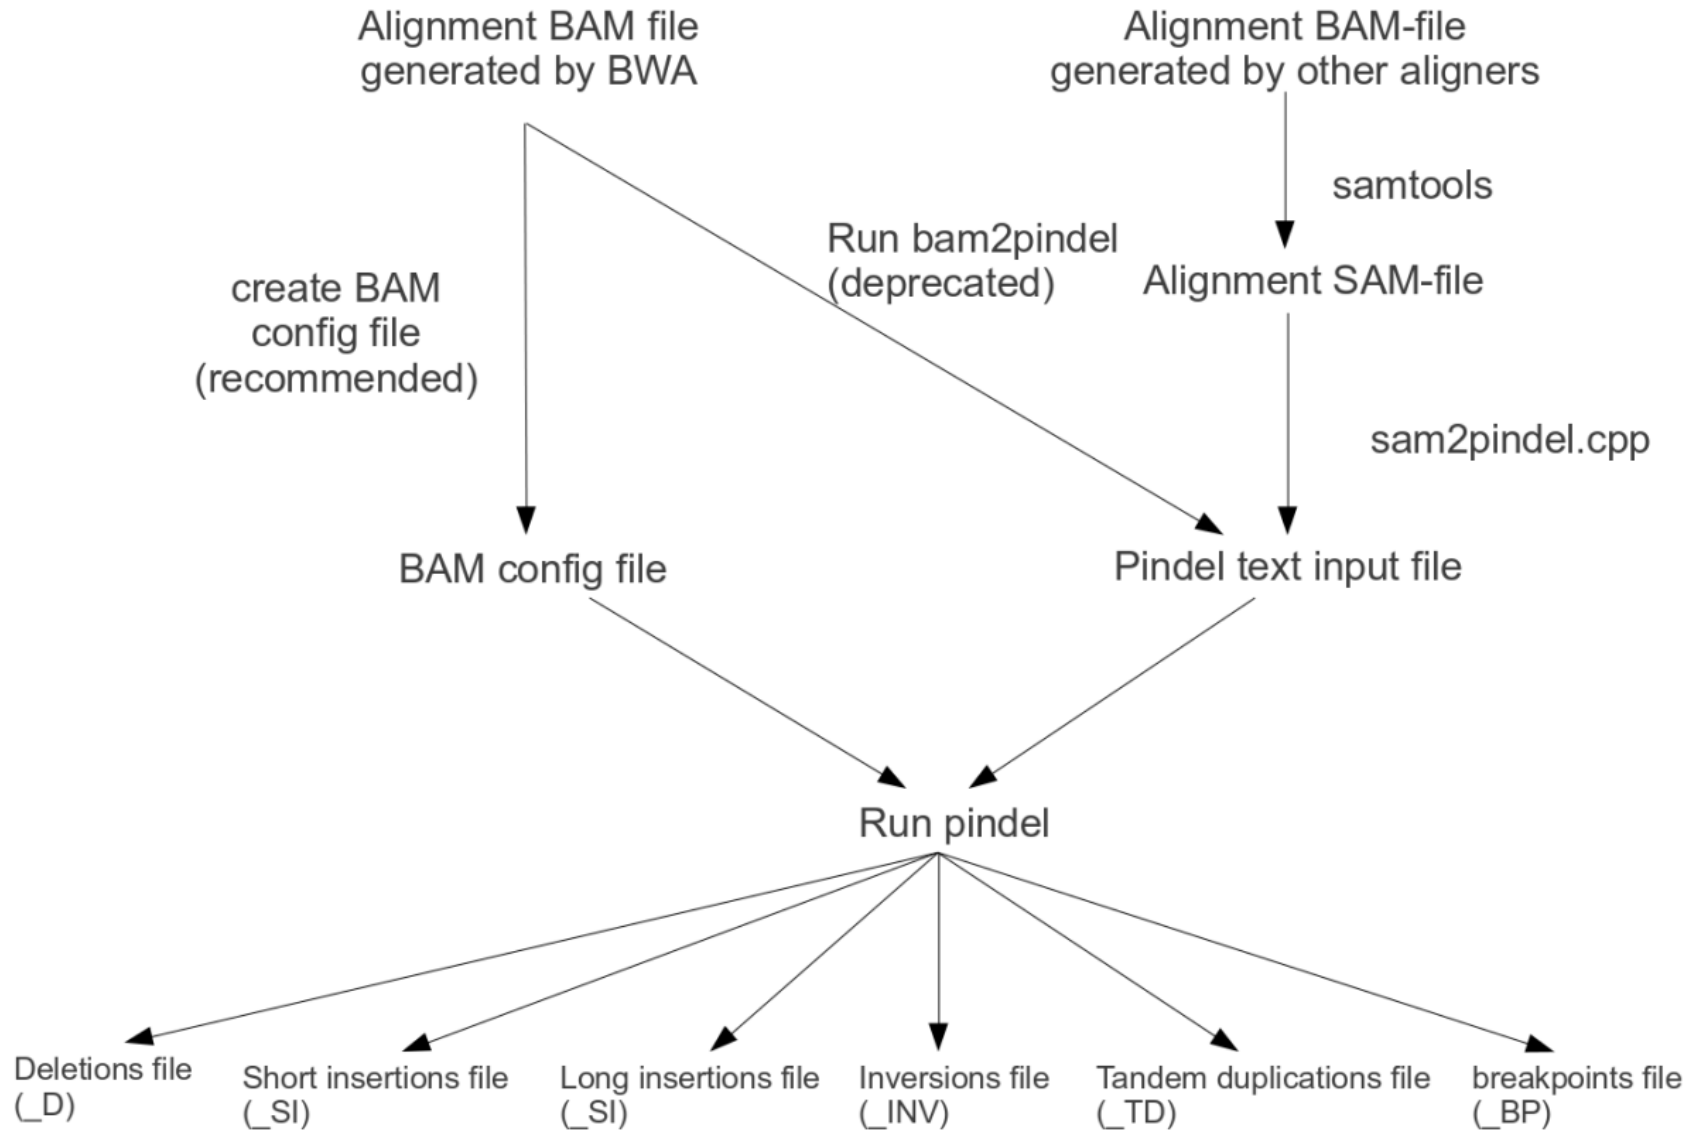 Alignment BAM file
generated by BWA
Alignment BAM-file
generated by other aligners
samtools
Run bam2pindel
(deprecated)
Alignment SAM-file
create BAM
config file
(recommended)
sam2pindel.cpp
BAM config file
Pindel text input file
Run pindel
Deletions file
(_D)
Short insertions file
(_SI)
Long insertions file
(_SI)
Inversions file
(_INV)
Tandem duplications file
(_TD)
breakpoints file
(_BP)